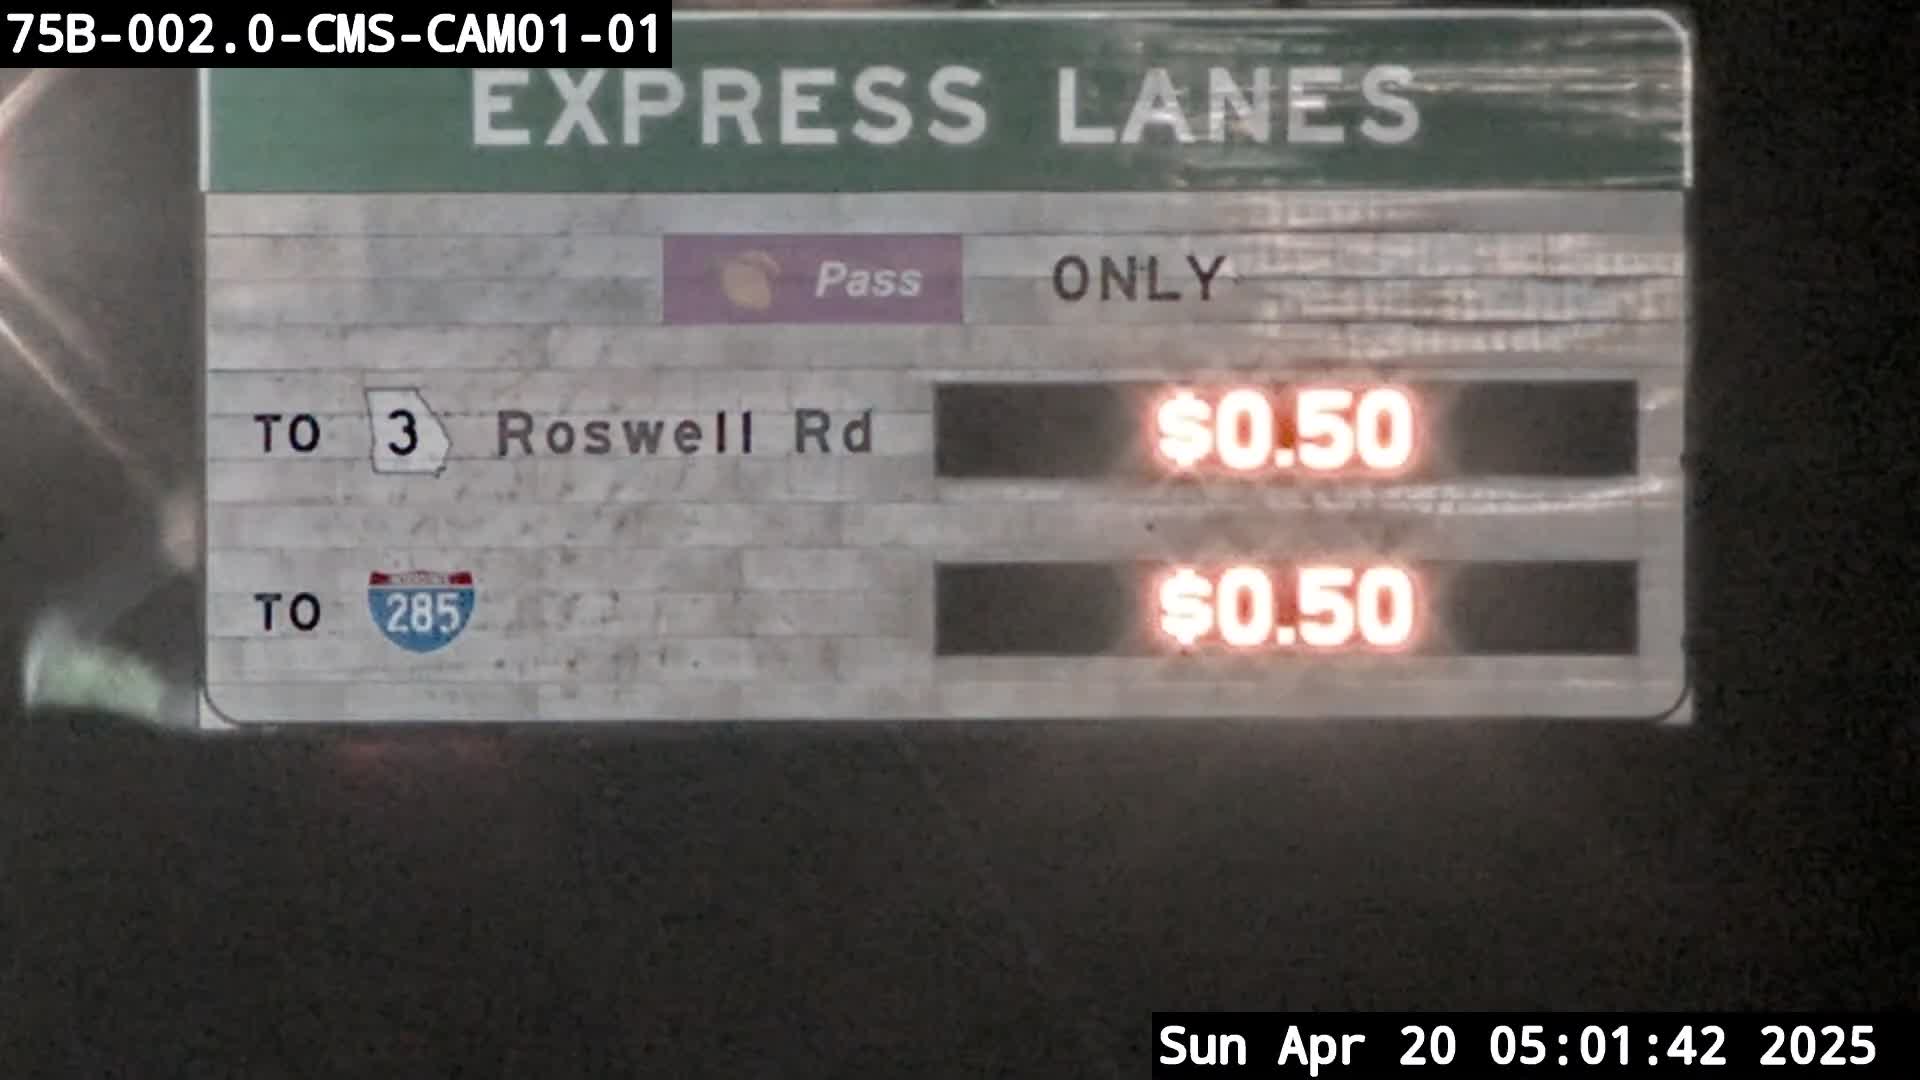 75B-002.0-CMS-CAM01-01
EXPRESS LANES
Pass ONLY
TO 3 Roswell Rd $0.50
TO 285 $0.50
Sun Apr 20 05:01:42 2025